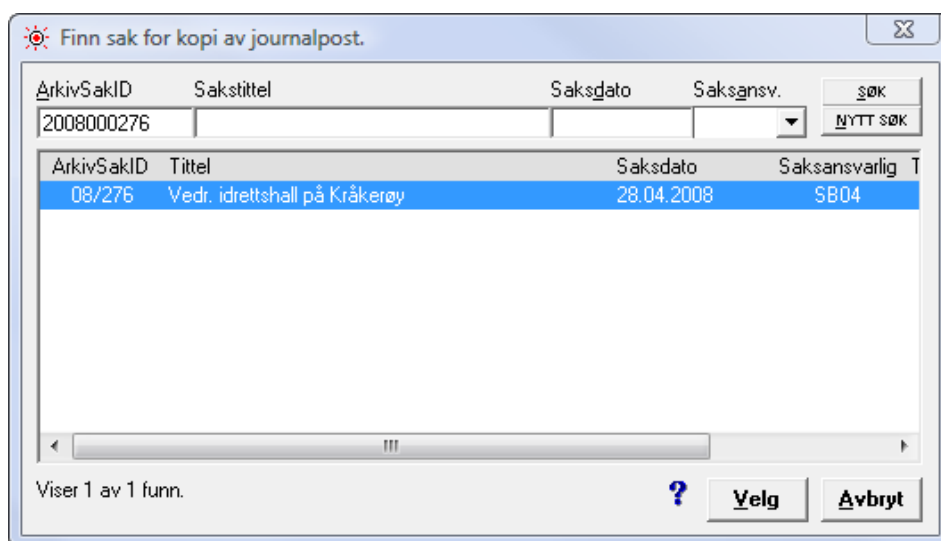 Finn sak for kopi av journalpost.
ArkivSakID Sakstittel Saksdato Saksansv. SØK
2008000276 NYTT SØK
ArkivSakID Tittel Saksdato Saksansvarlig T
08/276 Vedr. idrettshall på Kråkerøy 28.04.2008 SB04
Viser 1 av 1 funn. ? Velg Avbryt